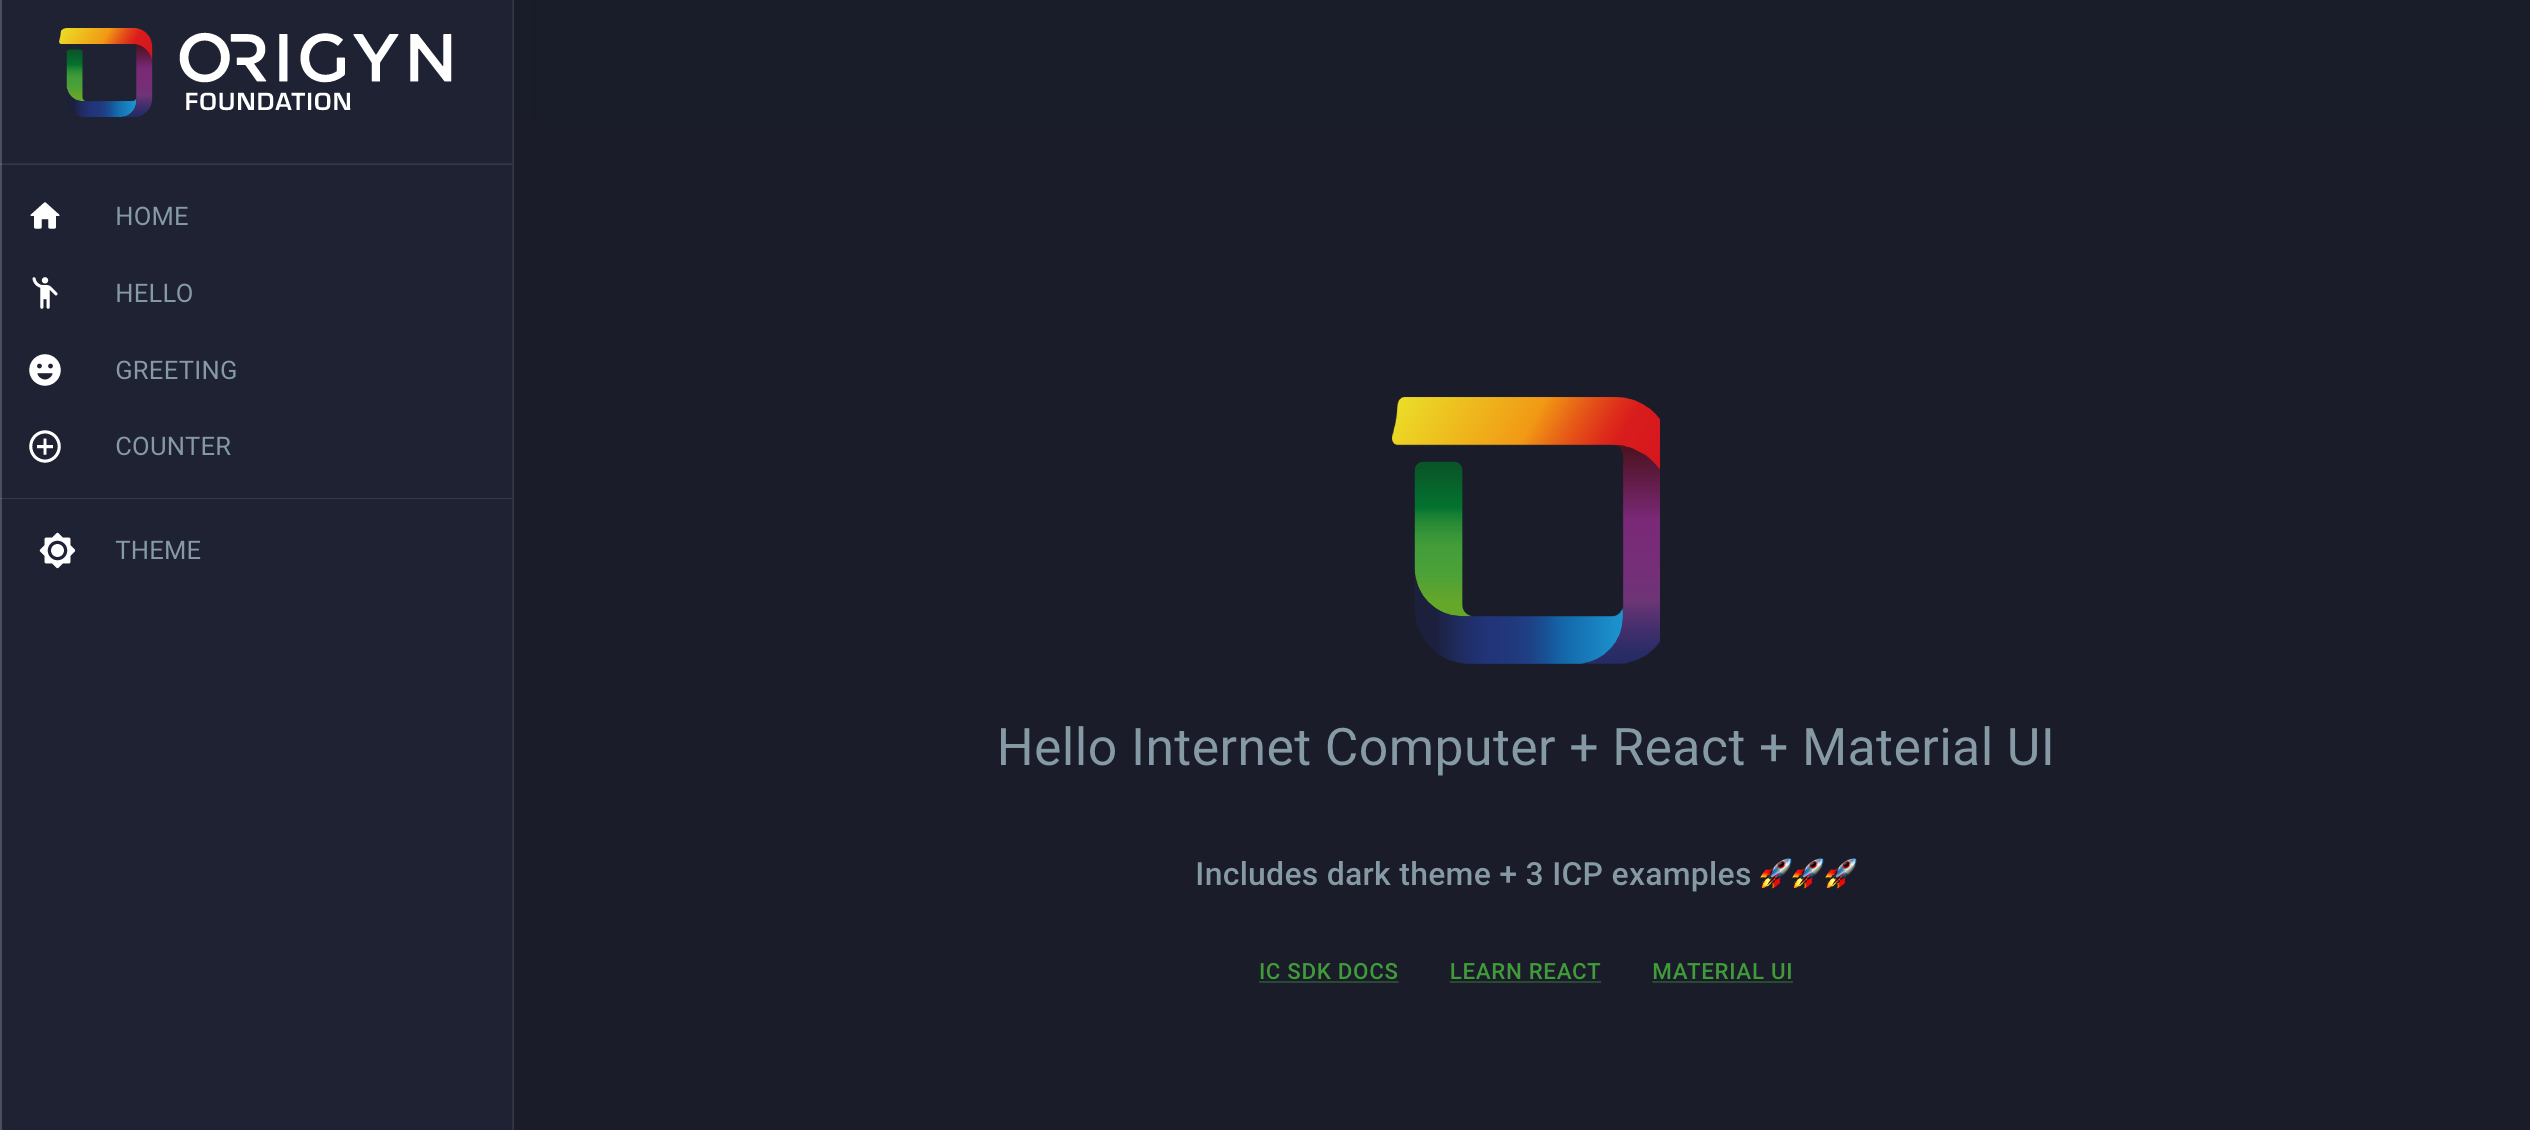 ORIGYN
FOUNDATION
HOME
HELLO
GREETING
COUNTER
THEME
Hello Internet Computer + React + Material UI
Includes dark theme + 3 ICP examples 🚀🚀🚀
IC SDK DOCS LEARN REACT MATERIAL UI